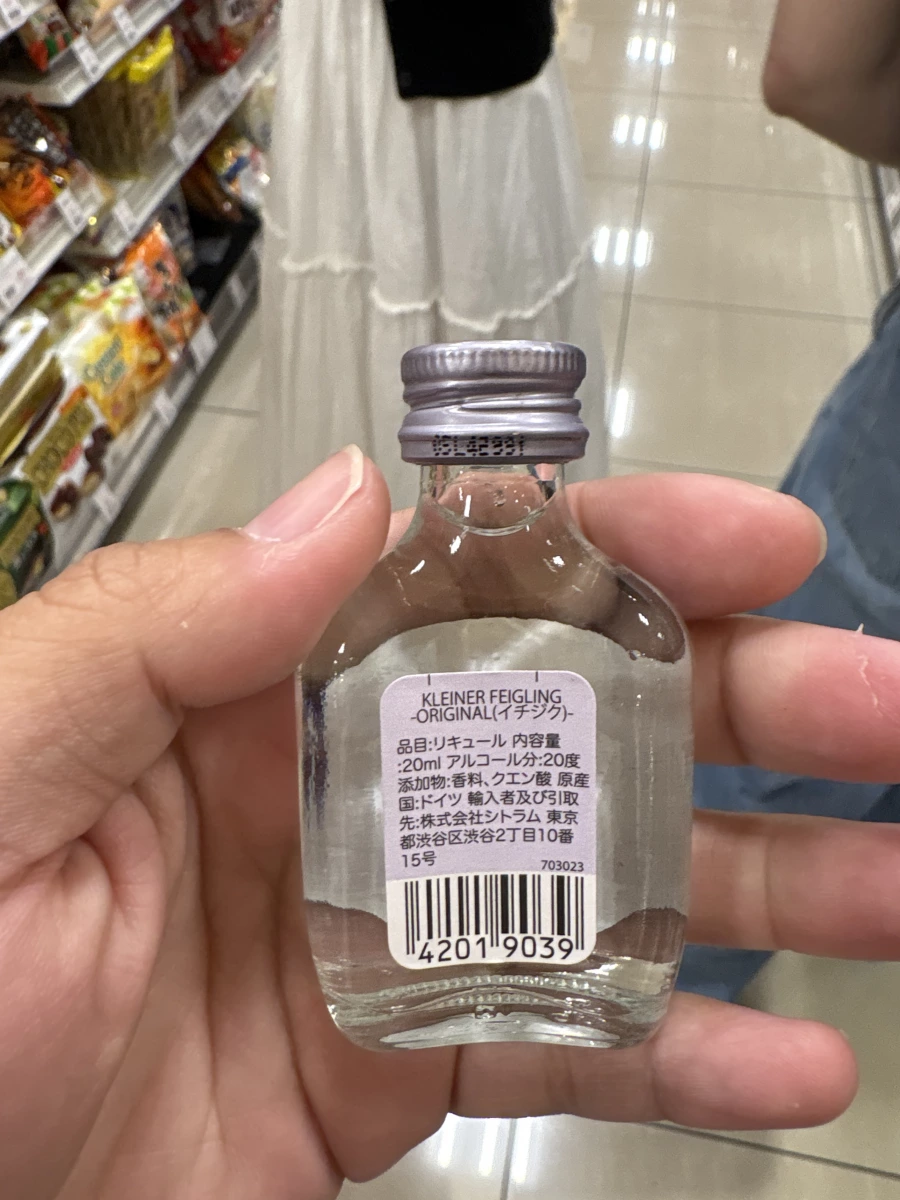 KLEINER FEIGLING
-ORIGINAL(イチジク)-
品目:リキュール 内容量
:20ml アルコール分:20度
添加物:香料、クエン酸 原産
国:ドイツ 輸入者及び引取
先:株式会社シトラム 東京
都渋谷区渋谷2丁目10番
15号
703023
4201 9039